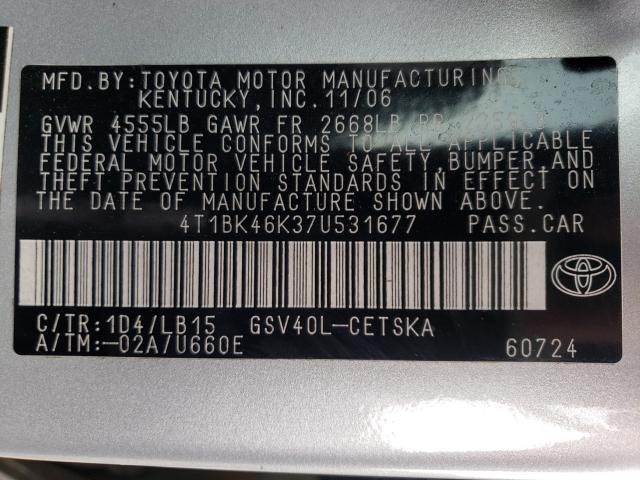 MFD. BY: TOYOTA MOTOR MANUFACTURING
KENTUCKY, INC. 11/06
GVWR 4555LB GAWR FR 2668LB
THIS VEHICLE CONFORMS TO ALL APPLICABLE
FEDERAL MOTOR VEHICLE SAFETY, BUMPER, AND
THEFT PREVENTION STANDARDS IN EFFECT ON
THE DATE OF MANUFACTURE SHOWN ABOVE.
4T1BK46K37U531677 PASS. CAR
C/TR: 1D4/LB15 GSV40L-CETSKA
A/TM:-02A/U660E 60724